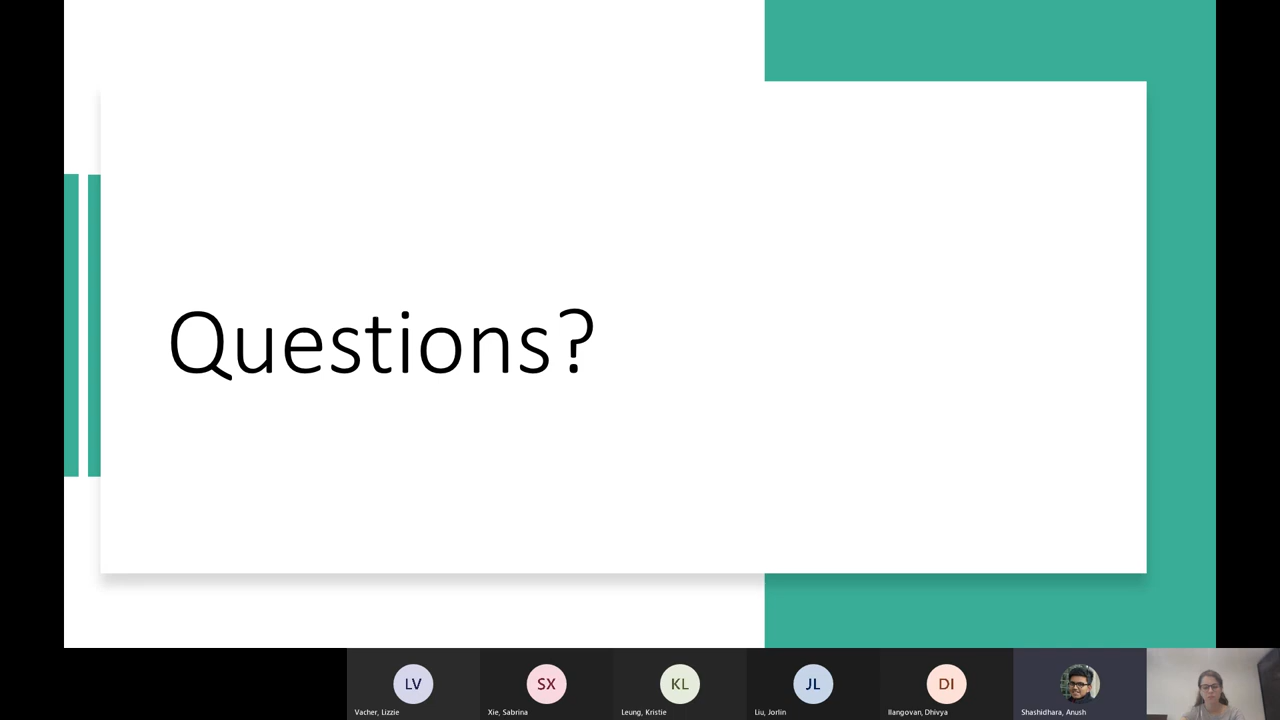 Questions?
LV
SX
KL
JL
DI
Vacher, Lizzie
Xie, Sabrina
Leung, Kristie
Liu, Jorlin
Ilangovan, Dhivya
Shashidhara, Anush